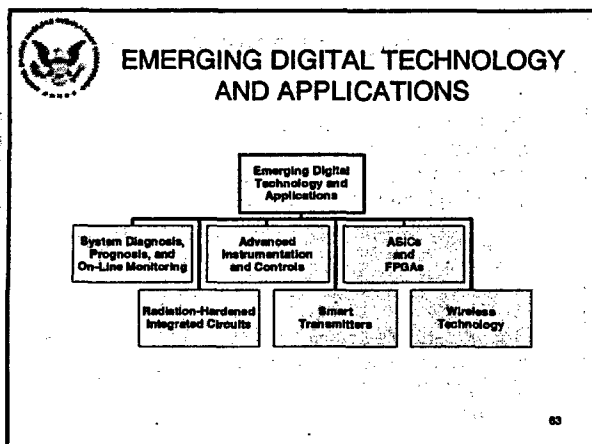 EMERGING DIGITAL TECHNOLOGY
AND APPLICATIONS
Emerging Digital
Technology and
Applications
System Diagnosis,
Prognosis, and
On-Line Monitoring
Advanced
Instrumentation
and Controls
ASICs
and
FPGAs
Radiation-Hardened
Integrated Circuits
Smart
Transmitters
Wireless
Technology
63